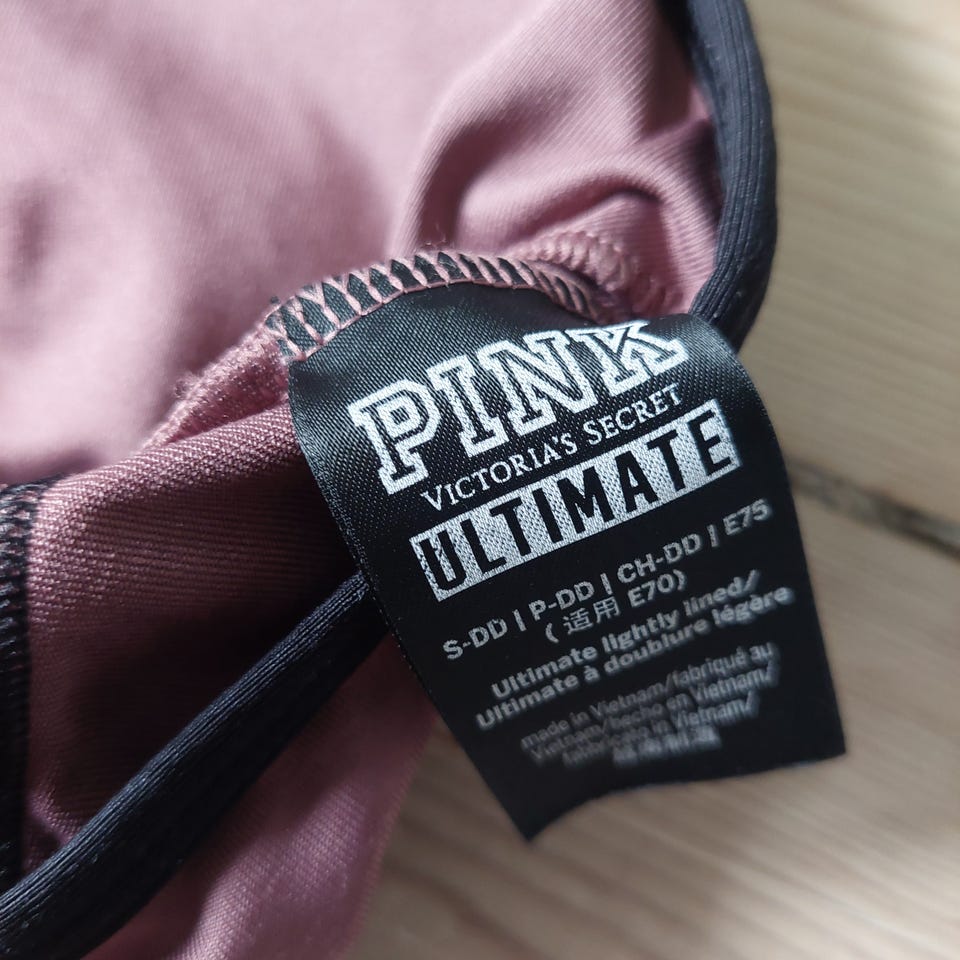 PINK
VICTORIA'S SECRET
ULTIMATE
S-DD | P-DD | CH-DD | E75
(适用 E70)
Ultimate lightly lined/
Ultimate à doublure légère
made in Vietnam/fabriqué au
Vietnam/hecho en Vietnam/
in Vietnam/